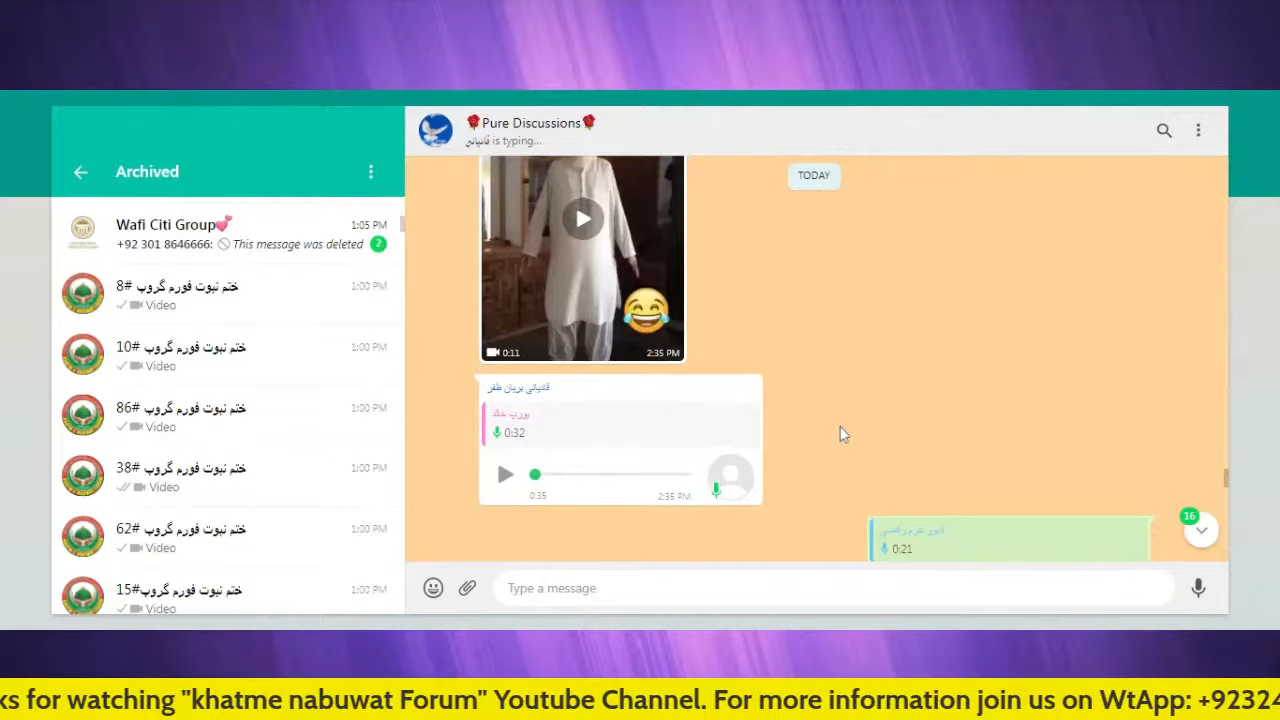 Archived
Wafi Citi Group💕
1:05 PM
+92 301 8646666: 🚫 This message was deleted
2
ختم نبوت فورم گروپ #8
1:00 PM
Video
ختم نبوت فورم گروپ #10
1:00 PM
Video
ختم نبوت فورم گروپ #86
1:00 PM
Video
ختم نبوت فورم گروپ #38
1:00 PM
Video
ختم نبوت فورم گروپ #62
1:00 PM
Video
ختم نبوت فورم گروپ#15
1:00 PM
Video
🌹Pure Discussions🌹
is typing...
TODAY
0:11
2:35 PM
قادیانی برہان ظفر
0:32
0:35
2:35 PM
0:21
16
Type a message
ks for watching "khatme nabuwat Forum" Youtube Channel. For more information join us on WtApp: +9232